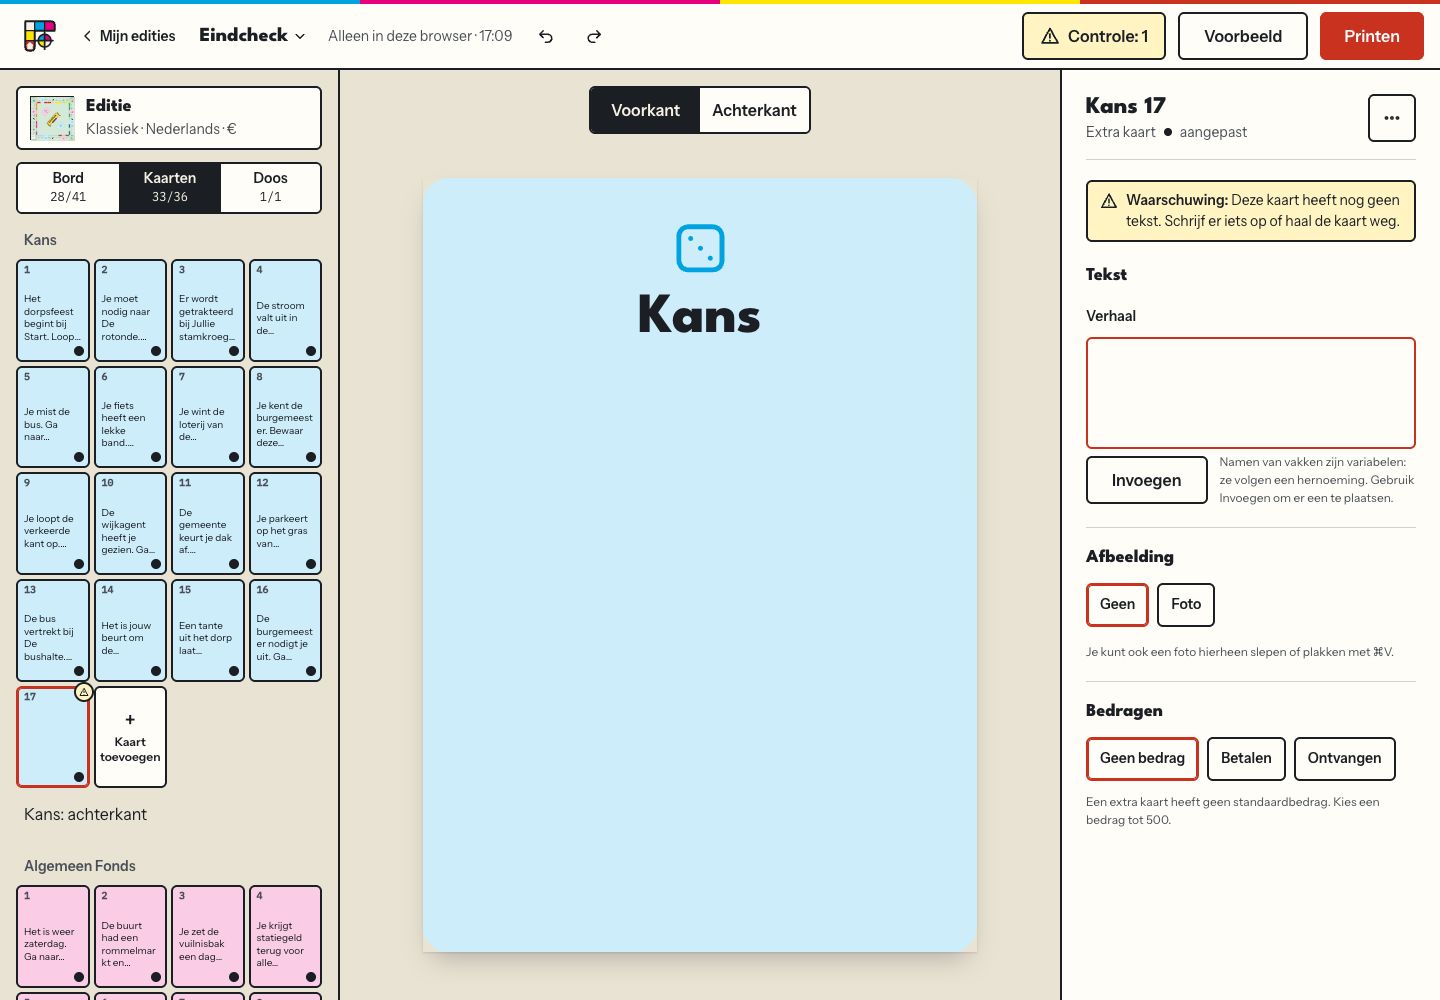 Mijn edities
Eindcheck
Alleen in deze browser · 17:09
Controle: 1
Voorbeeld
Printen
Editie
Klassiek · Nederlands · €
Bord
28/41
Kaarten
33/36
Doos
1/1
Kans
1
Het
dorpsfeest
begint bij
Start. Loop...
2
Je moet
nodig naar
De
rotonde....
3
Er wordt
getrakteerd
bij Jullie
stamkroeg...
4
De stroom
valt uit in
de...
5
Je mist de
bus. Ga
naar...
6
Je fiets
heeft een
lekke
band....
7
Je wint de
loterij van
de...
8
Je kent de
burgemeest
er. Bewaar
deze...
9
Je loopt de
verkeerde
kant op....
10
De
wijkagent
heeft je
gezien. Ga...
11
De
gemeente
keurt je dak
af....
12
Je parkeert
op het gras
van...
13
De bus
vertrekt bij
De
bushalte....
14
Het is jouw
beurt om
de...
15
Een tante
uit het dorp
laat...
16
De
burgemeest
er nodigt je
uit. Ga...
17
+
Kaart
toevoegen
Kans: achterkant
Algemeen Fonds
1
Het is weer
zaterdag.
Ga naar...
2
De buurt
had een
rommelmar
kt en...
3
Je zet de
vuilnisbak
een dag...
4
Je krijgt
statiegeld
terug voor
alle...
Voorkant
Achterkant
Kans
Kans 17
Extra kaart ● aangepast
...
Waarschuwing: Deze kaart heeft nog geen
tekst. Schrijf er iets op of haal de kaart weg.
Tekst
Verhaal
Invoegen
Namen van vakken zijn variabelen:
ze volgen een hernoeming. Gebruik
Invoegen om er een te plaatsen.
Afbeelding
Geen
Foto
Je kunt ook een foto hierheen slepen of plakken met ⌘V.
Bedragen
Geen bedrag
Betalen
Ontvangen
Een extra kaart heeft geen standaardbedrag. Kies een
bedrag tot 500.